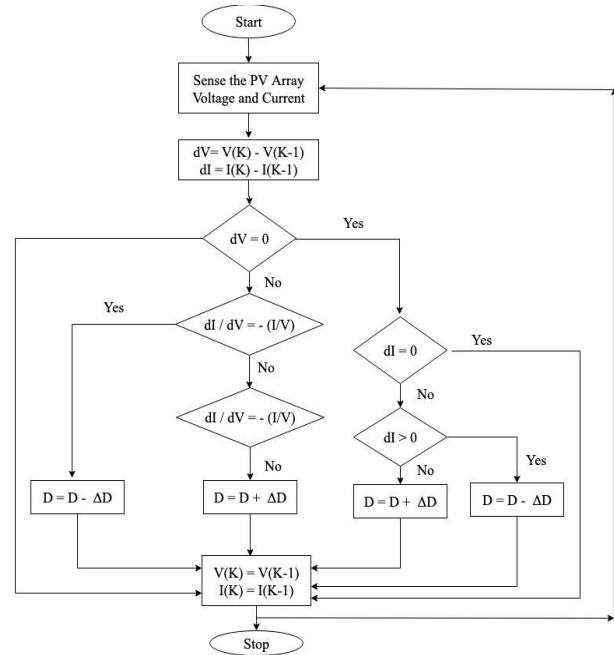 Start
Sense the PV Array
Voltage and Current
dV= V(K) - V(K-1)
dI = I(K) - I(K-1)
dV = 0
Yes
No
Yes
dI / dV = - (I/V)
dI = 0
Yes
No
No
dI / dV = - (I/V)
dI > 0
No
No
Yes
D = D - ΔD
D = D + ΔD
D = D + ΔD
D = D - ΔD
V(K) = V(K-1)
I(K) = I(K-1)
Stop